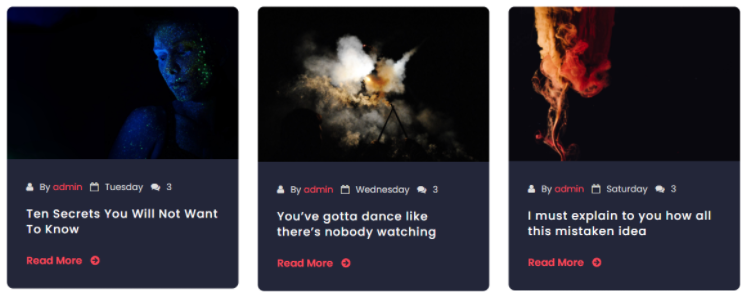 By admin Tuesday 3
Ten Secrets You Will Not Want
To Know
Read More
By admin Wednesday 3
You've gotta dance like
there's nobody watching
Read More
By admin Saturday 3
I must explain to you how all
this mistaken idea
Read More